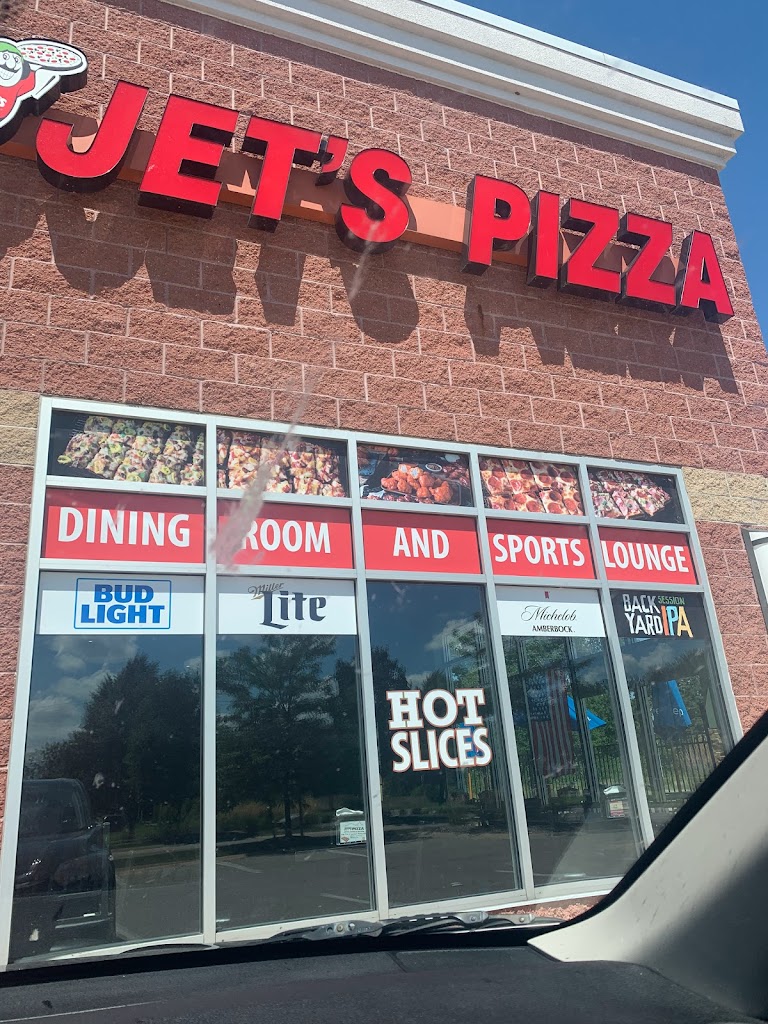 JET'S PIZZA
DINING ROOM AND SPORTS LOUNGE
BUD LIGHT
Miller Lite
Michelob AMBERBOCK
BACK YARD SESSION IPA
HOT SLICES